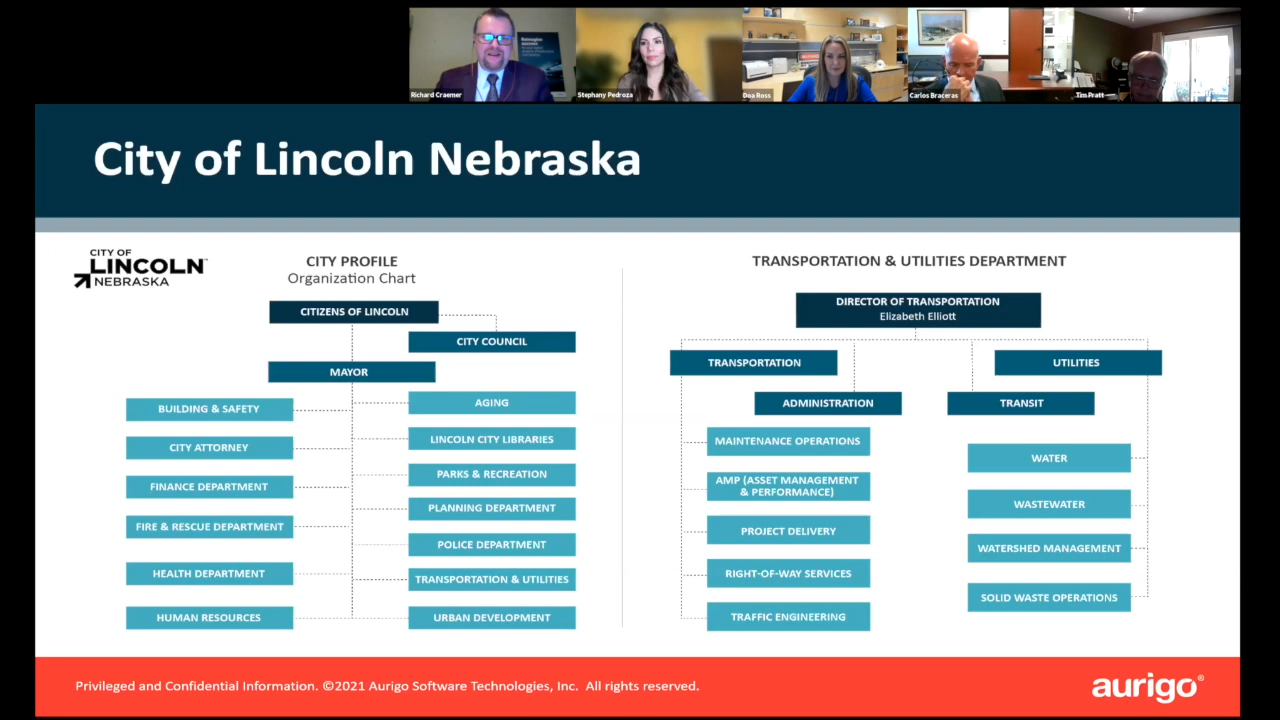 Richard Craemer
Stephany Pedroza
Doa Ross
Carlos Braceras
Tim Pratt
City of Lincoln Nebraska
CITY OF
LINCOLN™
NEBRASKA
CITY PROFILE
Organization Chart
CITIZENS OF LINCOLN
CITY COUNCIL
MAYOR
BUILDING & SAFETY
CITY ATTORNEY
FINANCE DEPARTMENT
FIRE & RESCUE DEPARTMENT
HEALTH DEPARTMENT
HUMAN RESOURCES
AGING
LINCOLN CITY LIBRARIES
PARKS & RECREATION
PLANNING DEPARTMENT
POLICE DEPARTMENT
TRANSPORTATION & UTILITIES
URBAN DEVELOPMENT
TRANSPORTATION & UTILITIES DEPARTMENT
DIRECTOR OF TRANSPORTATION
Elizabeth Elliott
TRANSPORTATION
UTILITIES
ADMINISTRATION
TRANSIT
MAINTENANCE OPERATIONS
AMP (ASSET MANAGEMENT
& PERFORMANCE)
PROJECT DELIVERY
RIGHT-OF-WAY SERVICES
TRAFFIC ENGINEERING
WATER
WASTEWATER
WATERSHED MANAGEMENT
SOLID WASTE OPERATIONS
Privileged and Confidential Information. ©2021 Aurigo Software Technologies, Inc. All rights reserved.
aurigo®